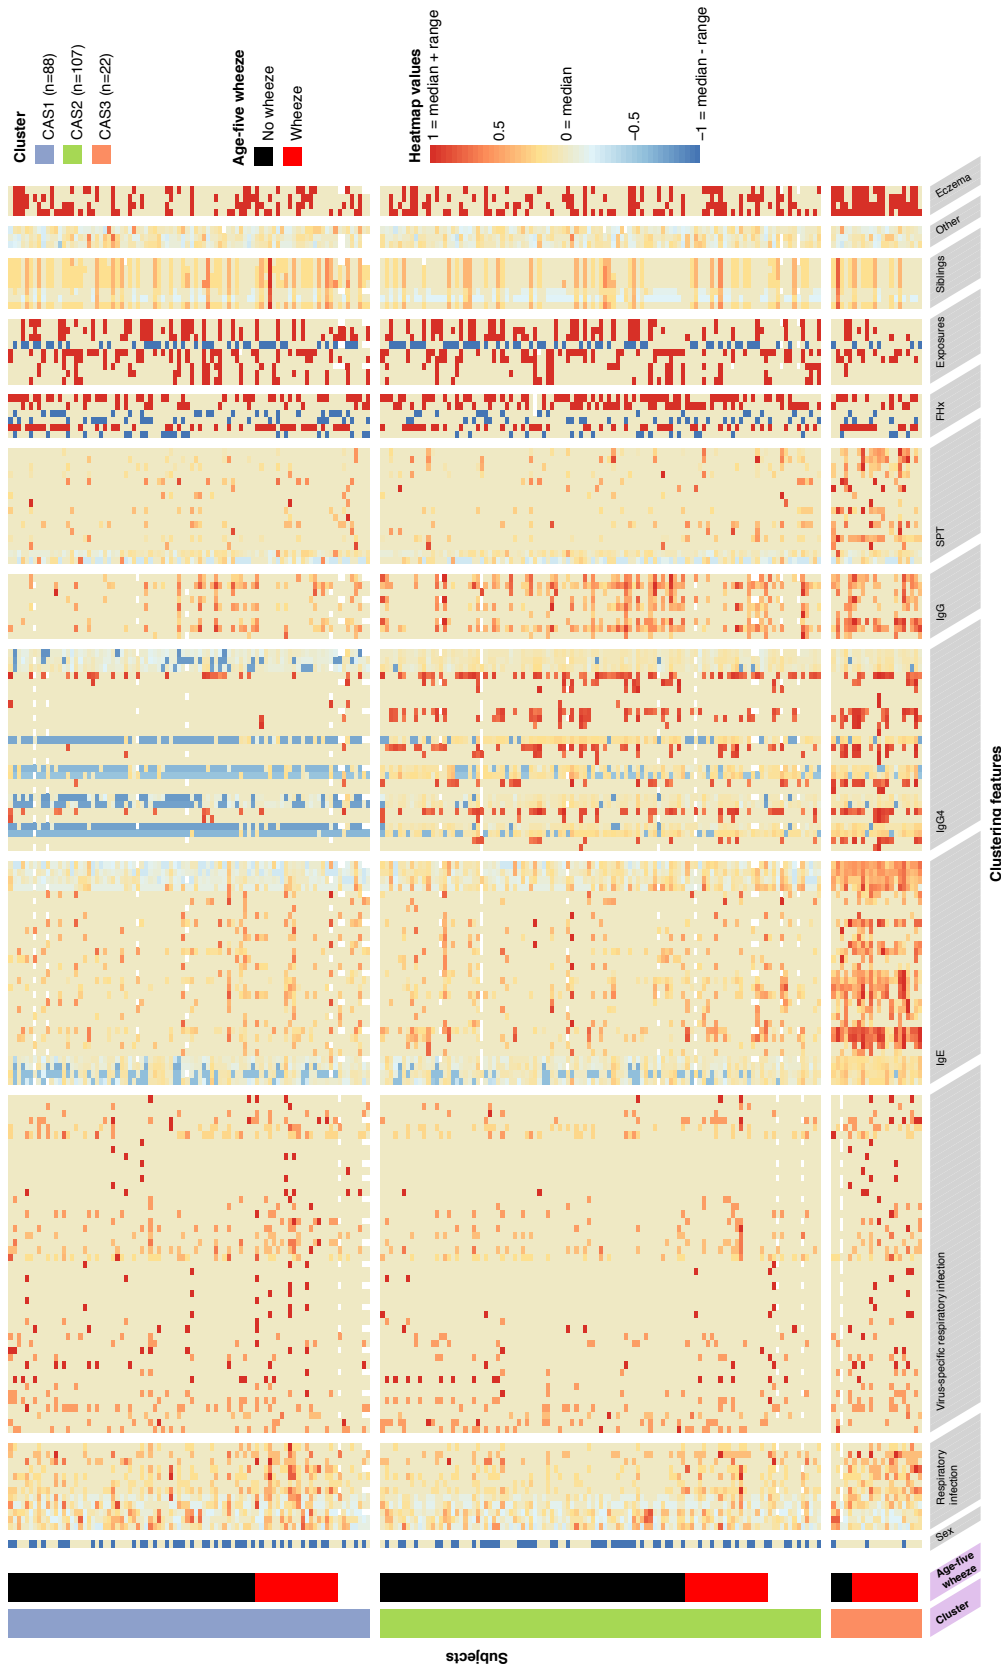 Cluster
CAS1 (n=88)
CAS2 (n=107)
CAS3 (n=22)
Age-five wheeze
No wheeze
Wheeze
Heatmap values
1 = median + range
0.5
0 = median
−0.5
−1 = median - range
Subjects
Cluster
Age-five
wheeze
Sex
Respiratory
infection
Virus-specific respiratory infection
IgE
IgG4
IgG
SPT
FHx
Exposures
Siblings
Other
Eczema
Clustering features